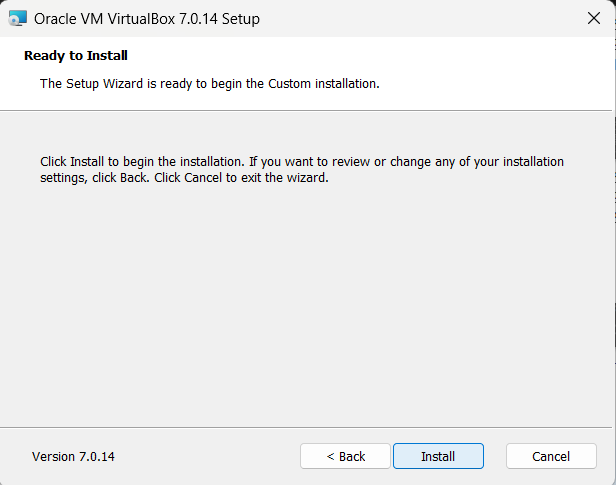 Oracle VM VirtualBox 7.0.14 Setup
Ready to Install
The Setup Wizard is ready to begin the Custom installation.
Click Install to begin the installation. If you want to review or change any of your installation
settings, click Back. Click Cancel to exit the wizard.
Version 7.0.14
< Back
Install
Cancel